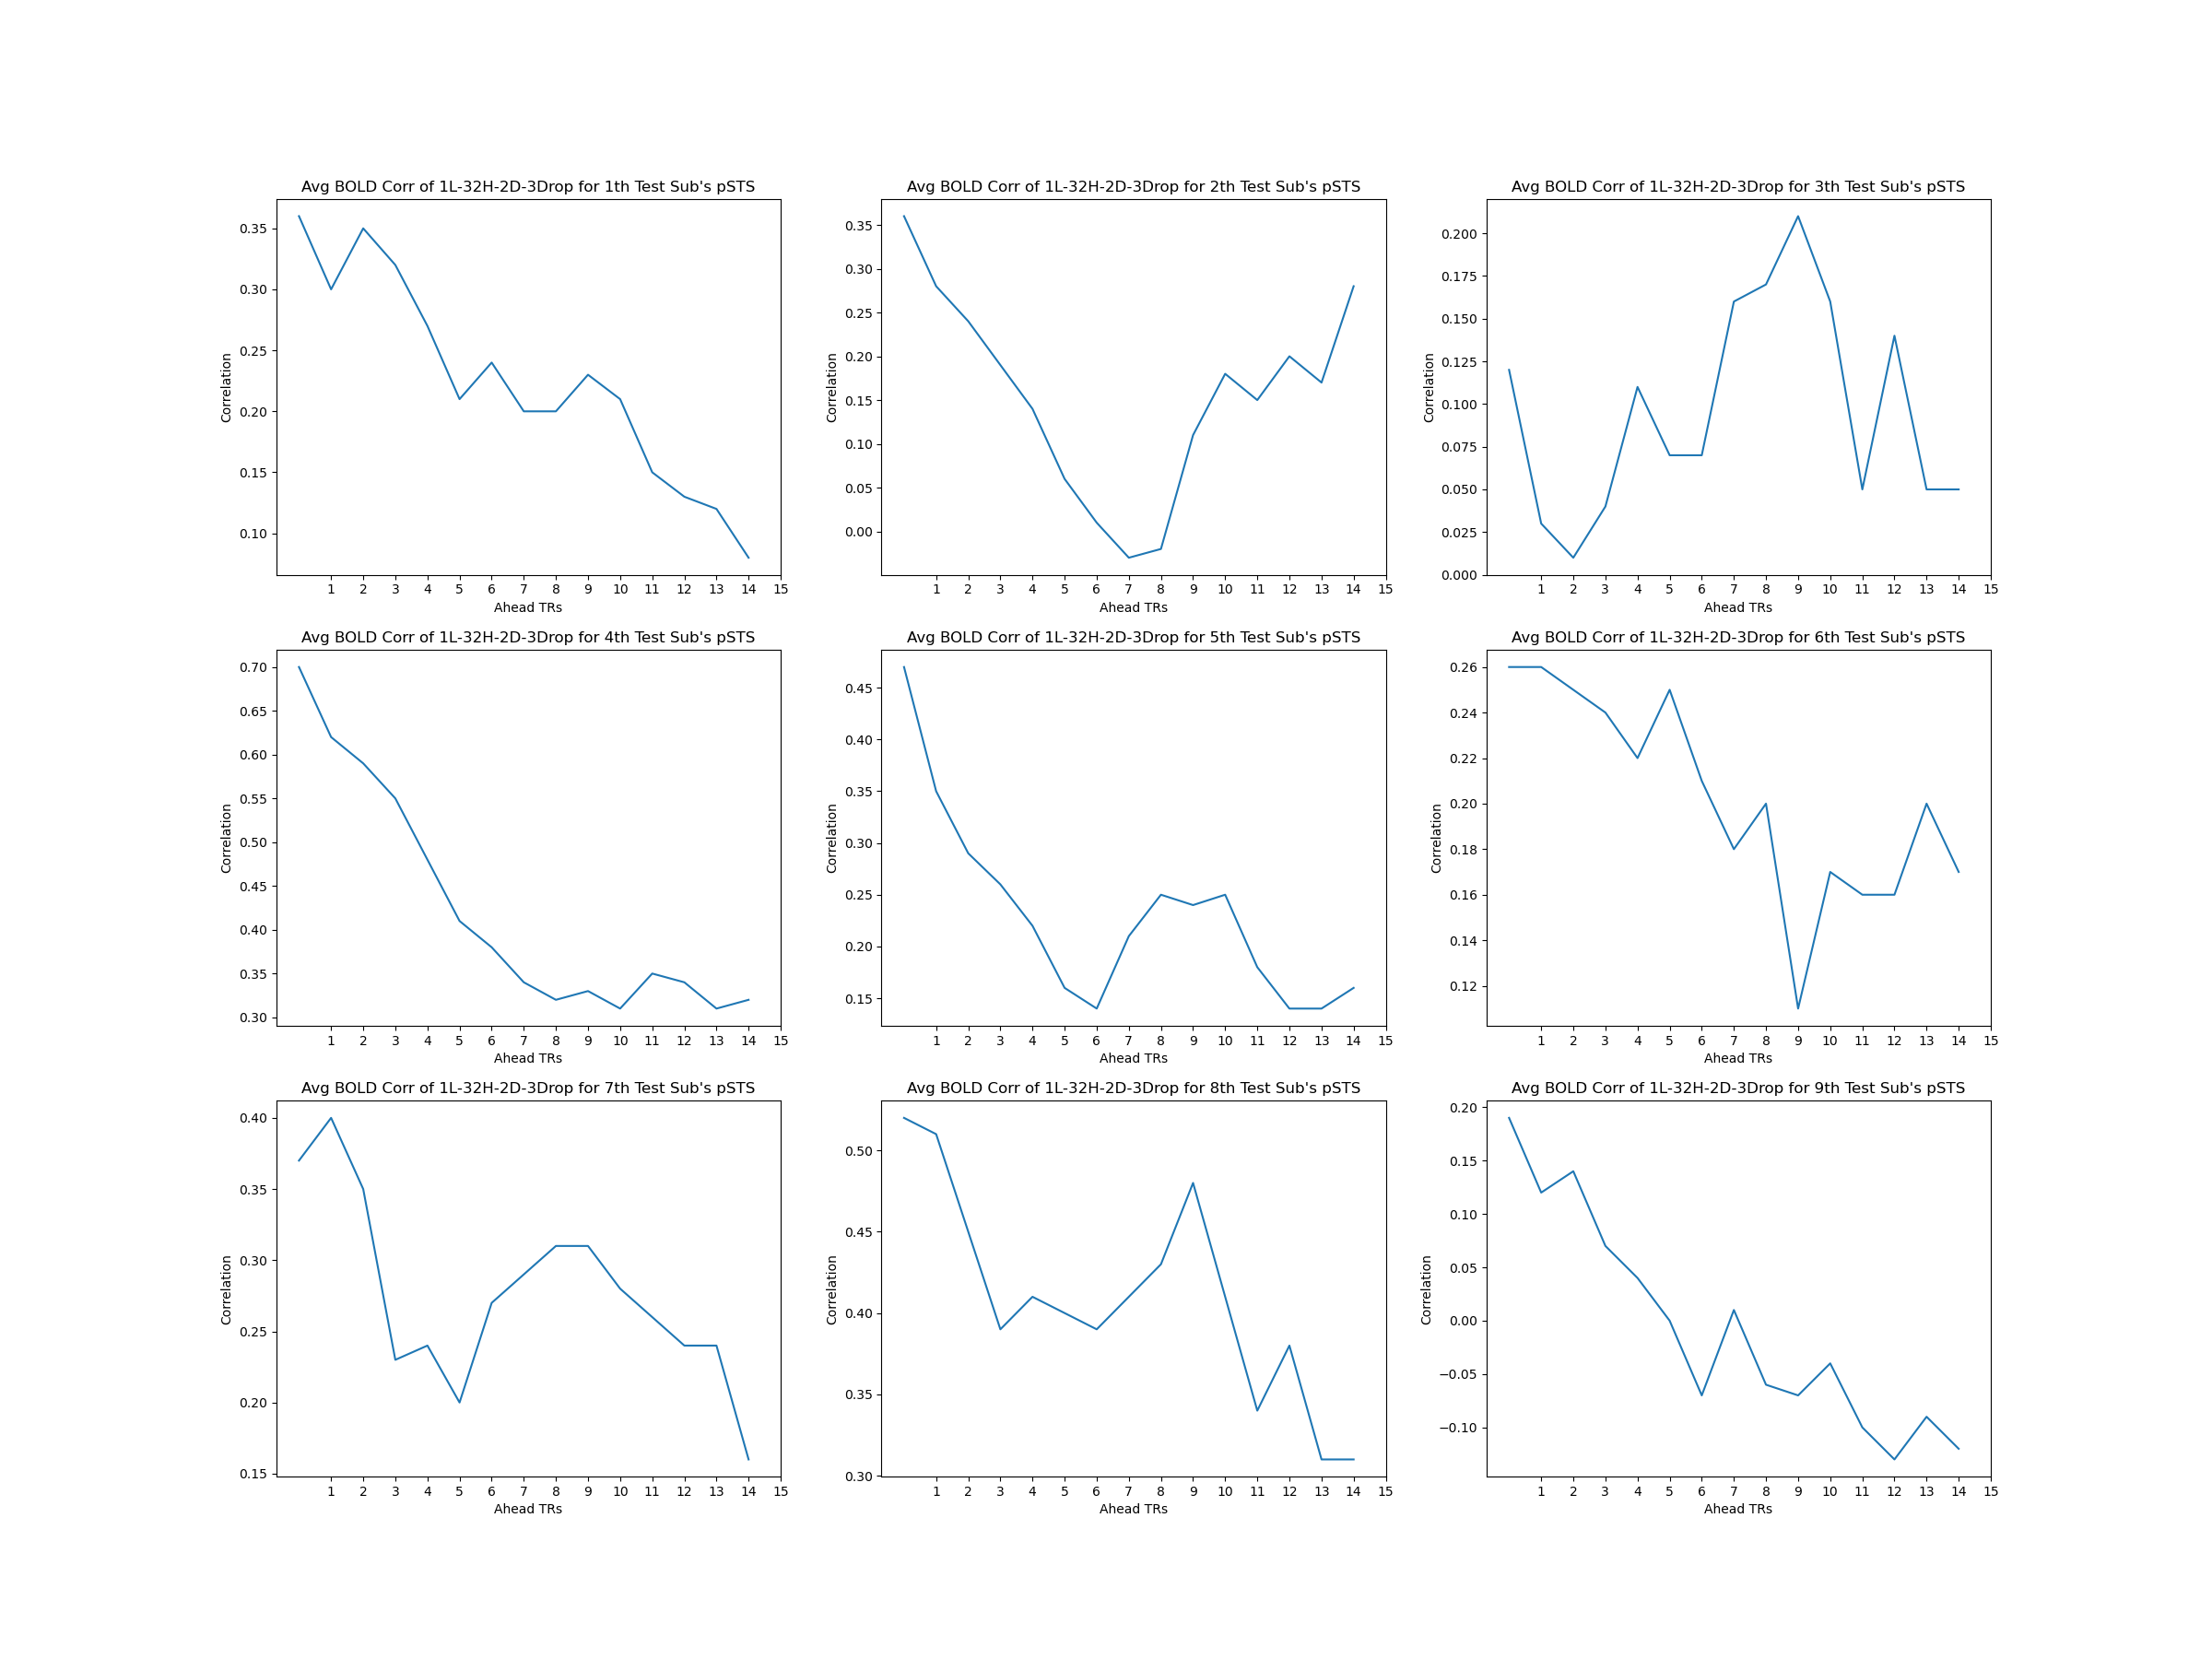 Avg BOLD Corr of 1L-32H-2D-3Drop for 1th Test Sub's pSTS
Correlation
0.35
0.30
0.25
0.20
0.15
0.10
1 2 3 4 5 6 7 8 9 10 11 12 13 14 15
Ahead TRs
Avg BOLD Corr of 1L-32H-2D-3Drop for 2th Test Sub's pSTS
Correlation
0.35
0.30
0.25
0.20
0.15
0.10
0.05
0.00
1 2 3 4 5 6 7 8 9 10 11 12 13 14 15
Ahead TRs
Avg BOLD Corr of 1L-32H-2D-3Drop for 3th Test Sub's pSTS
Correlation
0.200
0.175
0.150
0.125
0.100
0.075
0.050
0.025
0.000
1 2 3 4 5 6 7 8 9 10 11 12 13 14 15
Ahead TRs
Avg BOLD Corr of 1L-32H-2D-3Drop for 4th Test Sub's pSTS
Correlation
0.70
0.65
0.60
0.55
0.50
0.45
0.40
0.35
0.30
1 2 3 4 5 6 7 8 9 10 11 12 13 14 15
Ahead TRs
Avg BOLD Corr of 1L-32H-2D-3Drop for 5th Test Sub's pSTS
Correlation
0.45
0.40
0.35
0.30
0.25
0.20
0.15
1 2 3 4 5 6 7 8 9 10 11 12 13 14 15
Ahead TRs
Avg BOLD Corr of 1L-32H-2D-3Drop for 6th Test Sub's pSTS
Correlation
0.26
0.24
0.22
0.20
0.18
0.16
0.14
0.12
1 2 3 4 5 6 7 8 9 10 11 12 13 14 15
Ahead TRs
Avg BOLD Corr of 1L-32H-2D-3Drop for 7th Test Sub's pSTS
Correlation
0.40
0.35
0.30
0.25
0.20
0.15
1 2 3 4 5 6 7 8 9 10 11 12 13 14 15
Ahead TRs
Avg BOLD Corr of 1L-32H-2D-3Drop for 8th Test Sub's pSTS
Correlation
0.50
0.45
0.40
0.35
0.30
1 2 3 4 5 6 7 8 9 10 11 12 13 14 15
Ahead TRs
Avg BOLD Corr of 1L-32H-2D-3Drop for 9th Test Sub's pSTS
Correlation
0.20
0.15
0.10
0.05
0.00
−0.05
−0.10
1 2 3 4 5 6 7 8 9 10 11 12 13 14 15
Ahead TRs